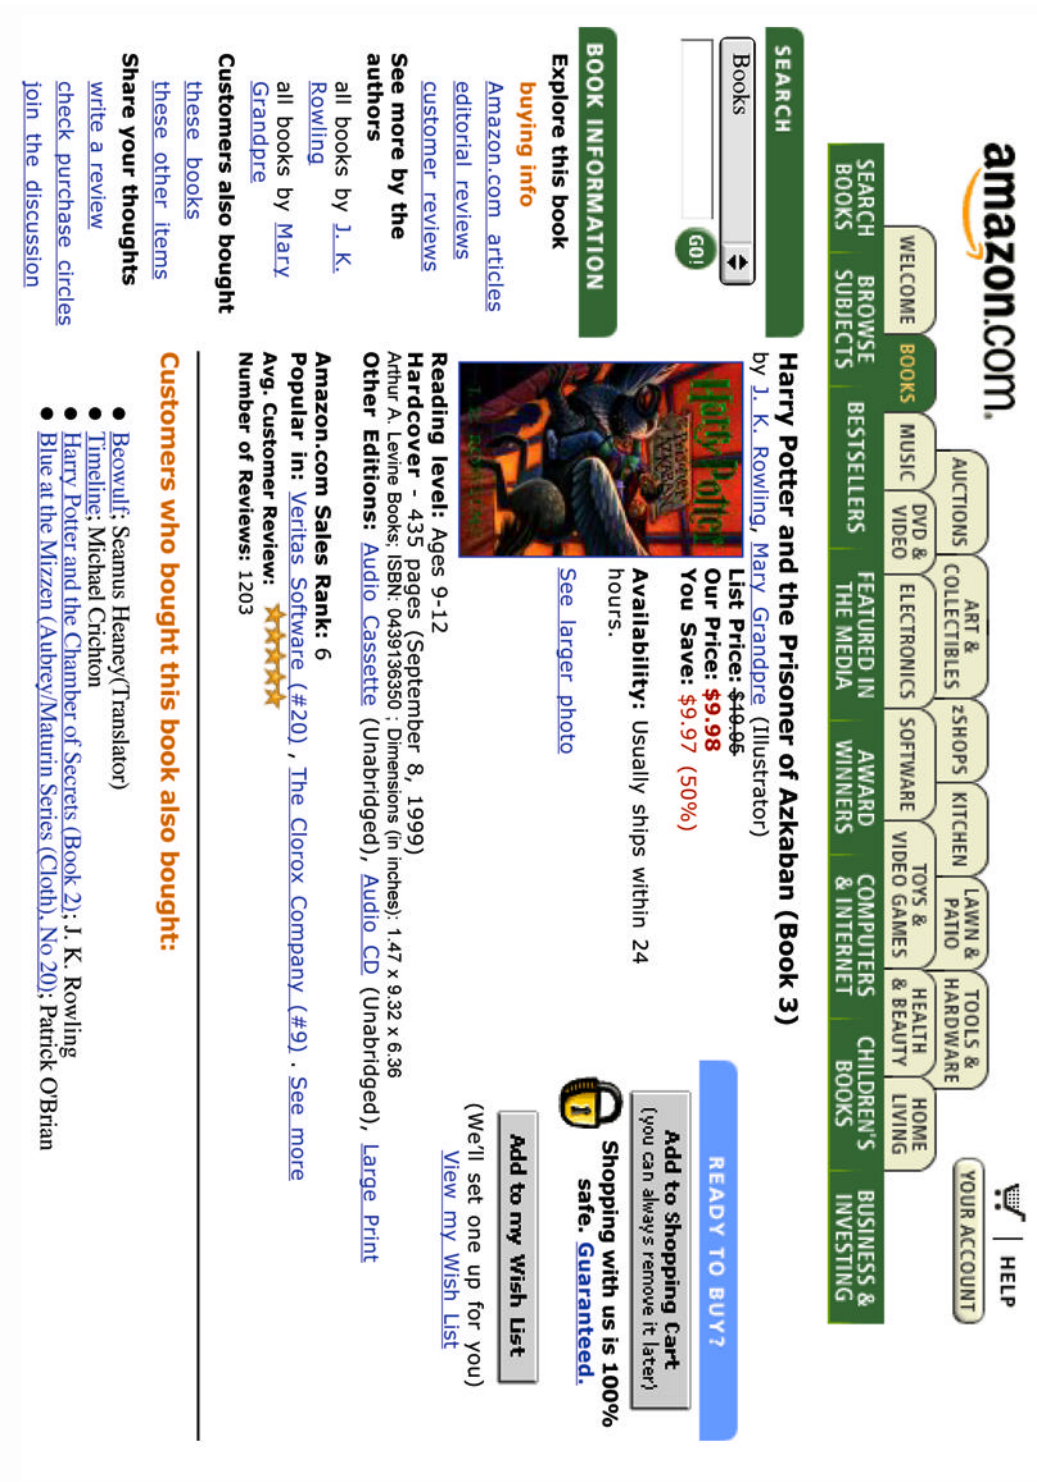 amazon.com.
HELP
YOUR ACCOUNT
AUCTIONS
ART &
COLLECTIBLES
zSHOPS
KITCHEN
LAWN &
PATIO
TOOLS &
HARDWARE
WELCOME
BOOKS
MUSIC
DVD &
VIDEO
ELECTRONICS
SOFTWARE
TOYS &
VIDEO GAMES
HEALTH
& BEAUTY
HOME
LIVING
SEARCH
BOOKS
BROWSE
SUBJECTS
BESTSELLERS
FEATURED IN
THE MEDIA
AWARD
WINNERS
COMPUTERS
& INTERNET
CHILDREN'S
BOOKS
BUSINESS &
INVESTING
SEARCH
Books
GO!
BOOK INFORMATION
Explore this book
buying info
Amazon.com articles
editorial reviews
customer reviews
See more by the
authors
all books by J. K.
Rowling
all books by Mary
Grandpre
Customers also bought
these books
these other items
Share your thoughts
write a review
check purchase circles
join the discussion
Harry Potter and the Prisoner of Azkaban (Book 3)
by J. K. Rowling, Mary Grandpre (Illustrator)
Harry Potter
List Price: $19.95
Our Price: $9.98
You Save: $9.97 (50%)
Availability: Usually ships within 24
hours.
See larger photo
Reading level: Ages 9-12
Hardcover - 435 pages (September 8, 1999)
Arthur A. Levine Books; ISBN: 0439136350 ; Dimensions (in inches): 1.47 x 9.32 x 6.36
Other Editions: Audio Cassette (Unabridged), Audio CD (Unabridged), Large Print
Amazon.com Sales Rank: 6
Popular in: Veritas Software (#20) , The Clorox Company (#9) . See more
Avg. Customer Review:
Number of Reviews: 1203
READY TO BUY?
Add to Shopping Cart
(you can always remove it later)
Shopping with us is 100%
safe. Guaranteed.
Add to my Wish List
(We'll set one up for you)
View my Wish List
Customers who bought this book also bought:
● Beowulf; Seamus Heaney(Translator)
● Timeline; Michael Crichton
● Harry Potter and the Chamber of Secrets (Book 2); J. K. Rowling
● Blue at the Mizzen (Aubrey/Maturin Series (Cloth), No 20); Patrick O'Brian